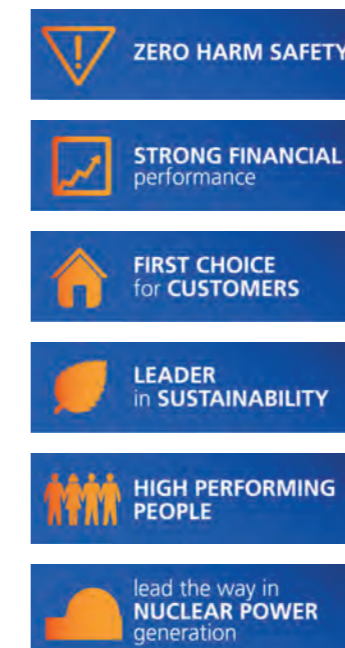 ZERO HARM SAFETY
STRONG FINANCIAL
performance
FIRST CHOICE
for CUSTOMERS
LEADER
in SUSTAINABILITY
HIGH PERFORMING
PEOPLE
lead the way in
NUCLEAR POWER
generation